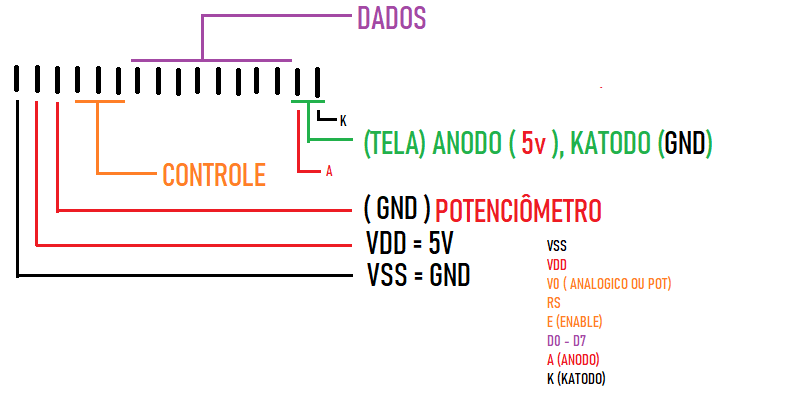 DADOS
K
(TELA) ANODO ( 5v ), KATODO (GND)
CONTROLE
A
( GND ) POTENCIÔMETRO
VDD = 5V
VSS = GND
VSS
VDD
V0 ( ANALOGICO OU POT)
RS
E (ENABLE)
D0 - D7
A (ANODO)
K (KATODO)